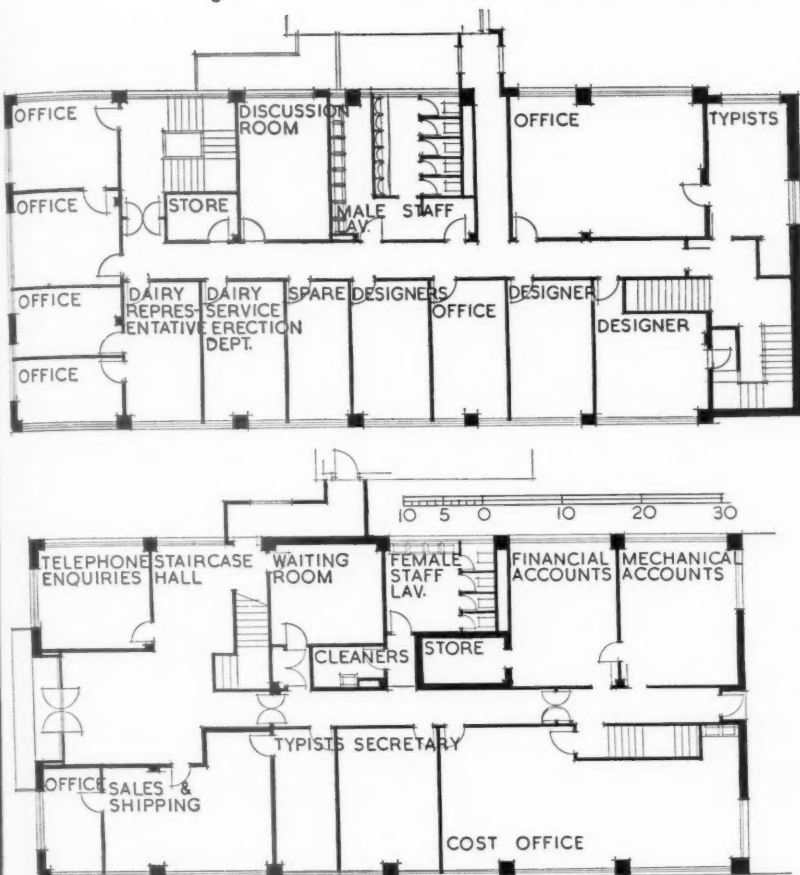 OFFICE
DISCUSSION
ROOM
OFFICE
TYPISTS
OFFICE
STORE
MALE STAFF
LAV.
OFFICE
DAIRY
REPRES-
ENTATIVE
DAIRY
SERVICE
ERECTION
DEPT.
SPARE
DESIGNERS
OFFICE
DESIGNER
DESIGNER
OFFICE
10 5 0 10 20 30
TELEPHONE
ENQUIRIES
STAIRCASE
HALL
WAITING
ROOM
FEMALE
STAFF
LAV.
FINANCIAL
ACCOUNTS
MECHANICAL
ACCOUNTS
CLEANERS
STORE
TYPISTS
SECRETARY
OFFICE
SALES &
SHIPPING
COST OFFICE